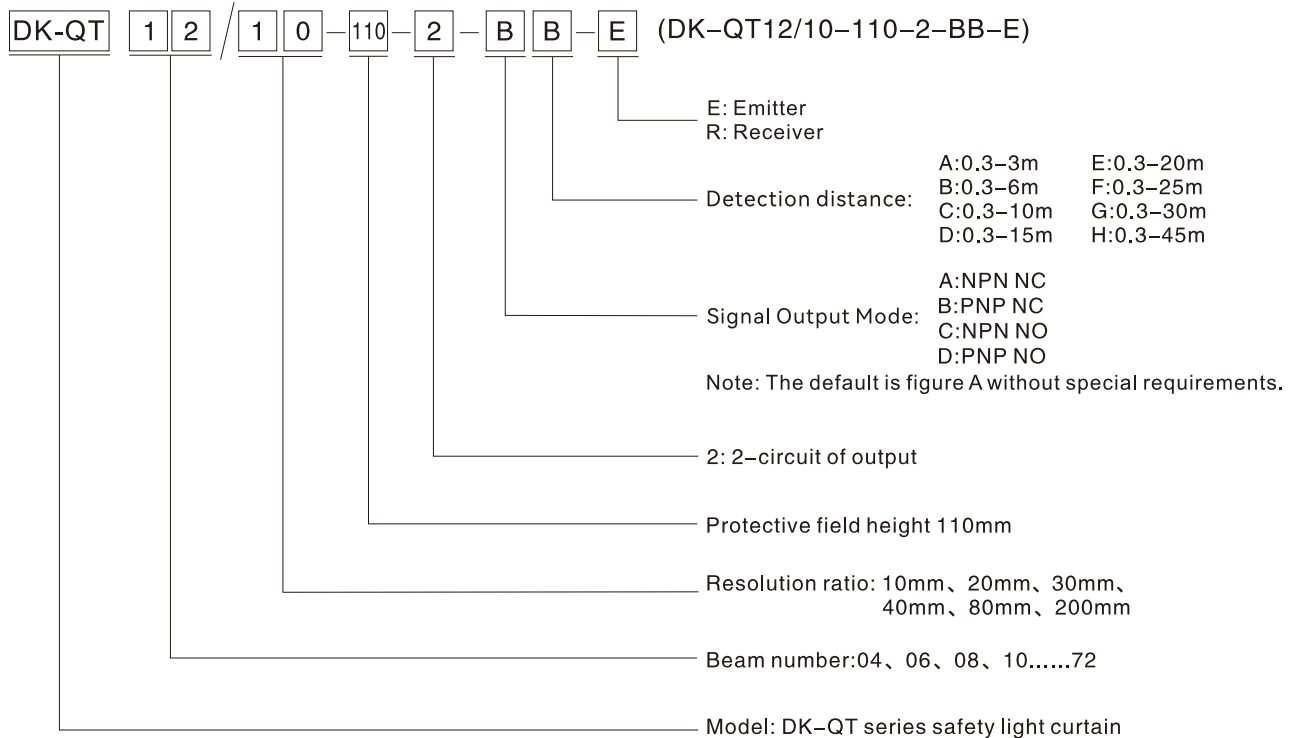 DK-QT 1 2 / 1 0 – 110 – 2 – B B – E (DK–QT12/10–110–2–BB–E)
E: Emitter
R: Receiver
Detection distance:
A:0.3–3m E:0.3–20m
B:0.3–6m F:0.3–25m
C:0.3–10m G:0.3–30m
D:0.3–15m H:0.3–45m
Signal Output Mode:
A:NPN NC
B:PNP NC
C:NPN NO
D:PNP NO
Note: The default is figure A without special requirements.
2: 2–circuit of output
Protective field height 110mm
Resolution ratio: 10mm、20mm、30mm、
40mm、80mm、200mm
Beam number:04、06、08、10......72
Model: DK–QT series safety light curtain